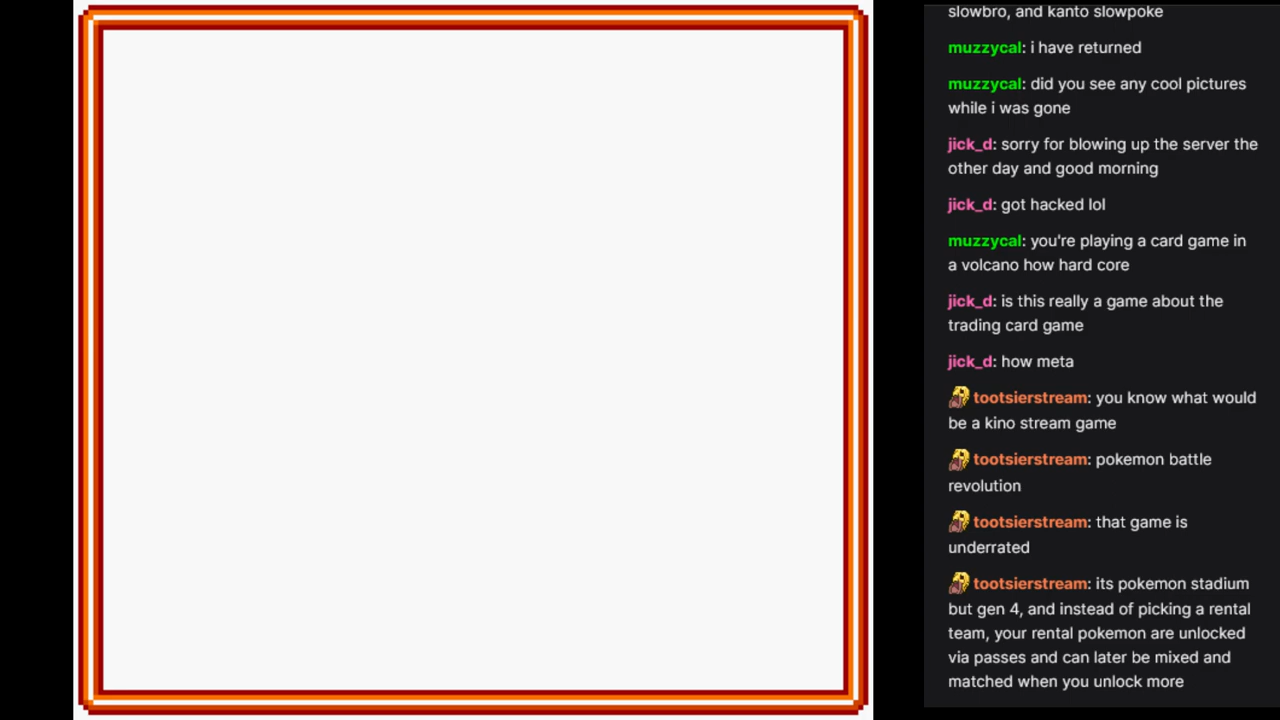 slowbro, and kanto slowpoke
muzzycal: i have returned
muzzycal: did you see any cool pictures
while i was gone
jick_d: sorry for blowing up the server the
other day and good morning
jick_d: got hacked lol
muzzycal: you're playing a card game in
a volcano how hard core
jick_d: is this really a game about the
trading card game
jick_d: how meta
tootsierstream: you know what would
be a kino stream game
tootsierstream: pokemon battle
revolution
tootsierstream: that game is
underrated
tootsierstream: its pokemon stadium
but gen 4, and instead of picking a rental
team, your rental pokemon are unlocked
via passes and can later be mixed and
matched when you unlock more